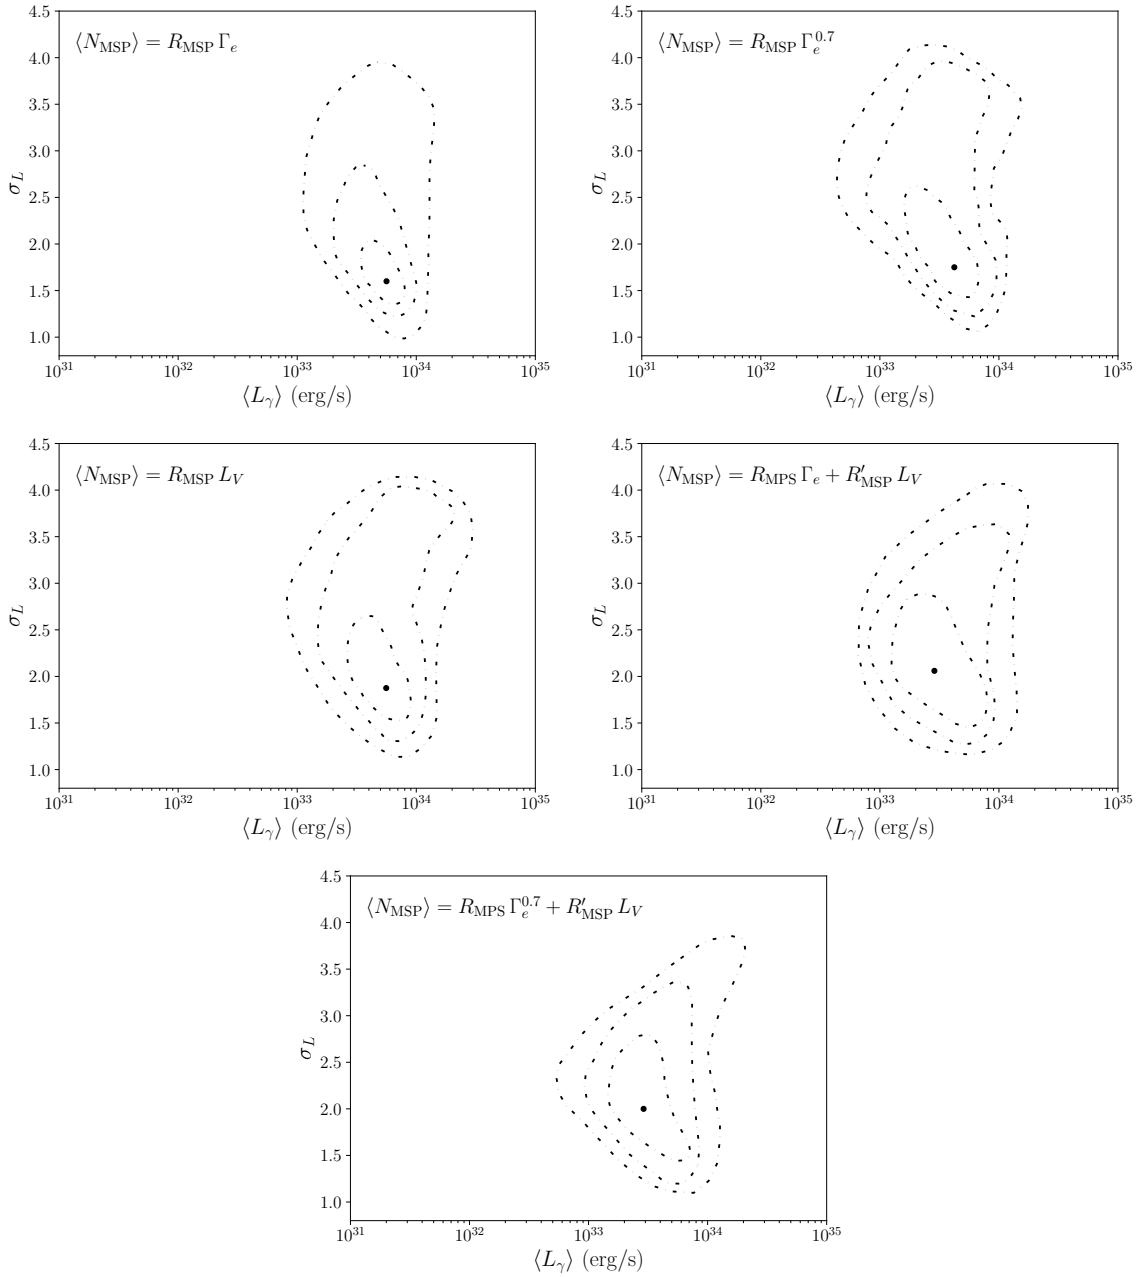 4.5
⟨N_MSP⟩ = R_MSP Γ_e
4.0
3.5
3.0
σ_L
2.5
2.0
1.5
1.0
10^31 10^32 10^33 10^34 10^35
⟨L_γ⟩ (erg/s)
4.5
⟨N_MSP⟩ = R_MSP Γ_e^0.7
4.0
3.5
3.0
σ_L
2.5
2.0
1.5
1.0
10^31 10^32 10^33 10^34 10^35
⟨L_γ⟩ (erg/s)
4.5
⟨N_MSP⟩ = R_MSP L_V
4.0
3.5
3.0
σ_L
2.5
2.0
1.5
1.0
10^31 10^32 10^33 10^34 10^35
⟨L_γ⟩ (erg/s)
4.5
⟨N_MSP⟩ = R_MPS Γ_e + R′_MSP L_V
4.0
3.5
3.0
σ_L
2.5
2.0
1.5
1.0
10^31 10^32 10^33 10^34 10^35
⟨L_γ⟩ (erg/s)
4.5
⟨N_MSP⟩ = R_MPS Γ_e^0.7 + R′_MSP L_V
4.0
3.5
3.0
σ_L
2.5
2.0
1.5
1.0
10^31 10^32 10^33 10^34 10^35
⟨L_γ⟩ (erg/s)